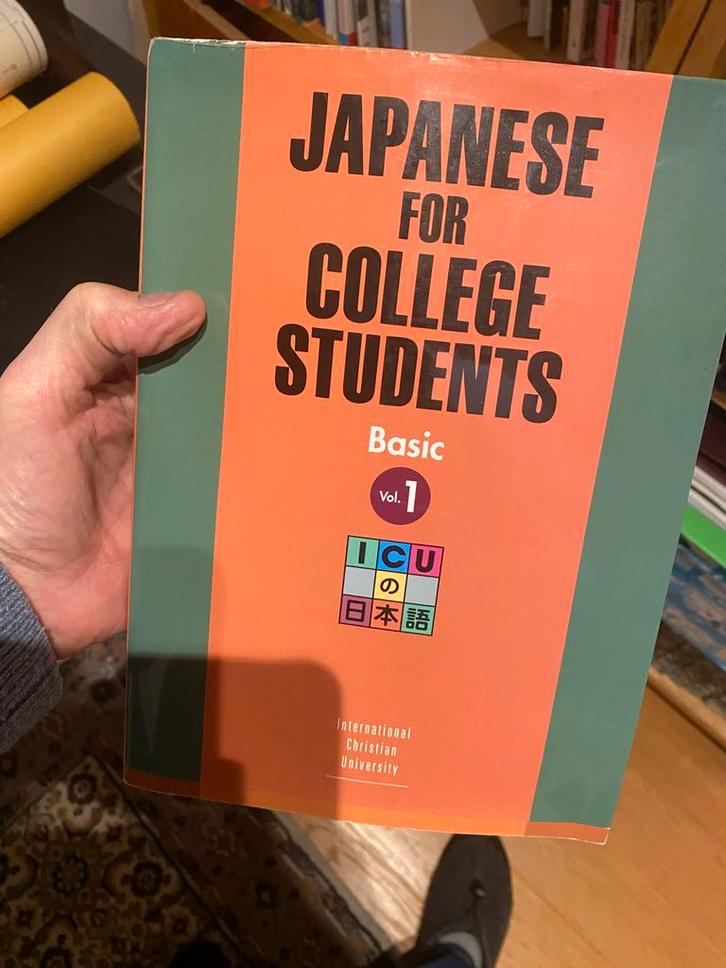 JAPANESE
FOR
COLLEGE
STUDENTS
Basic
Vol.1
ICU
の
日本語
International
Christian
University